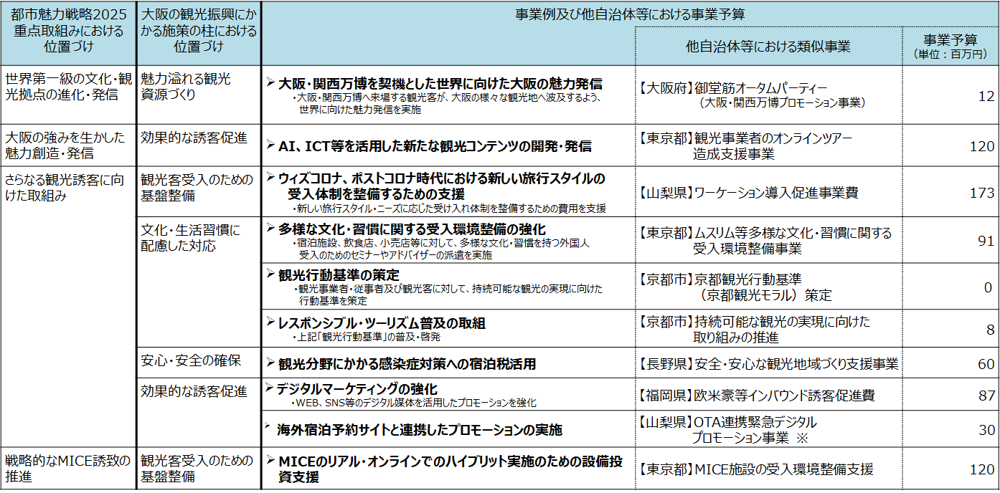 都市魅力戦略2025
重点取組みにおける
位置づけ
大阪の観光振興にか
かる施策の柱における
位置づけ
事業例及び他自治体等における事業予算
他自治体等における類似事業
事業予算
（単位：百万円）
世界第一級の文化・観
光拠点の進化・発信
魅力溢れる観光
資源づくり
➢ 大阪・関西万博を契機とした世界に向けた大阪の魅力発信
・大阪・関西万博へ来場する観光客が、大阪の様々な観光地へ波及するよう、
世界に向けた魅力発信を実施
【大阪府】御堂筋オータムパーティー
（大阪・関西万博プロモーション事業）
12
大阪の強みを生かした
魅力創造・発信
効果的な誘客促進
➢ AI、ICT等を活用した新たな観光コンテンツの開発・発信
【東京都】観光事業者のオンラインツアー
造成支援事業
120
さらなる観光誘客に向
けた取組み
観光客受入のための
基盤整備
➢ ウィズコロナ、ポストコロナ時代における新しい旅行スタイルの
受入体制を整備するための支援
・新しい旅行スタイル・ニーズに応じた受け入れ体制を整備するための費用を支援
【山梨県】ワーケーション導入促進事業費
173
文化・生活習慣に
配慮した対応
➢ 多様な文化・習慣に関する受入環境整備の強化
・宿泊施設、飲食店、小売店等に対して、多様な文化・習慣を持つ外国人
受入のためのセミナーやアドバイザーの派遣を実施
【東京都】ムスリム等多様な文化・習慣に関する
受入環境整備事業
91
➢ 観光行動基準の策定
・観光事業者・従事者及び観光客に対して、持続可能な観光の実現に向けた
行動基準を策定
【京都市】京都観光行動基準
（京都観光モラル）策定
0
➢ レスポンシブル・ツーリズム普及の取組
・上記「観光行動基準」の普及・啓発
【京都市】持続可能な観光の実現に向けた
取り組みの推進
8
安心・安全の確保
➢ 観光分野にかかる感染症対策への宿泊税活用
【長野県】安全・安心な観光地域づくり支援事業
60
効果的な誘客促進
➢ デジタルマーケティングの強化
・WEB、SNS等のデジタル媒体を活用したプロモーションを強化
【福岡県】欧米豪等インバウンド誘客促進費
87
➢ 海外宿泊予約サイトと連携したプロモーションの実施
【山梨県】OTA連携緊急デジタル
プロモーション事業 ※
30
戦略的なMICE誘致の
推進
観光客受入のための
基盤整備
➢ MICEのリアル・オンラインでのハイブリット実施のための設備投
資支援
【東京都】MICE施設の受入環境整備支援
120